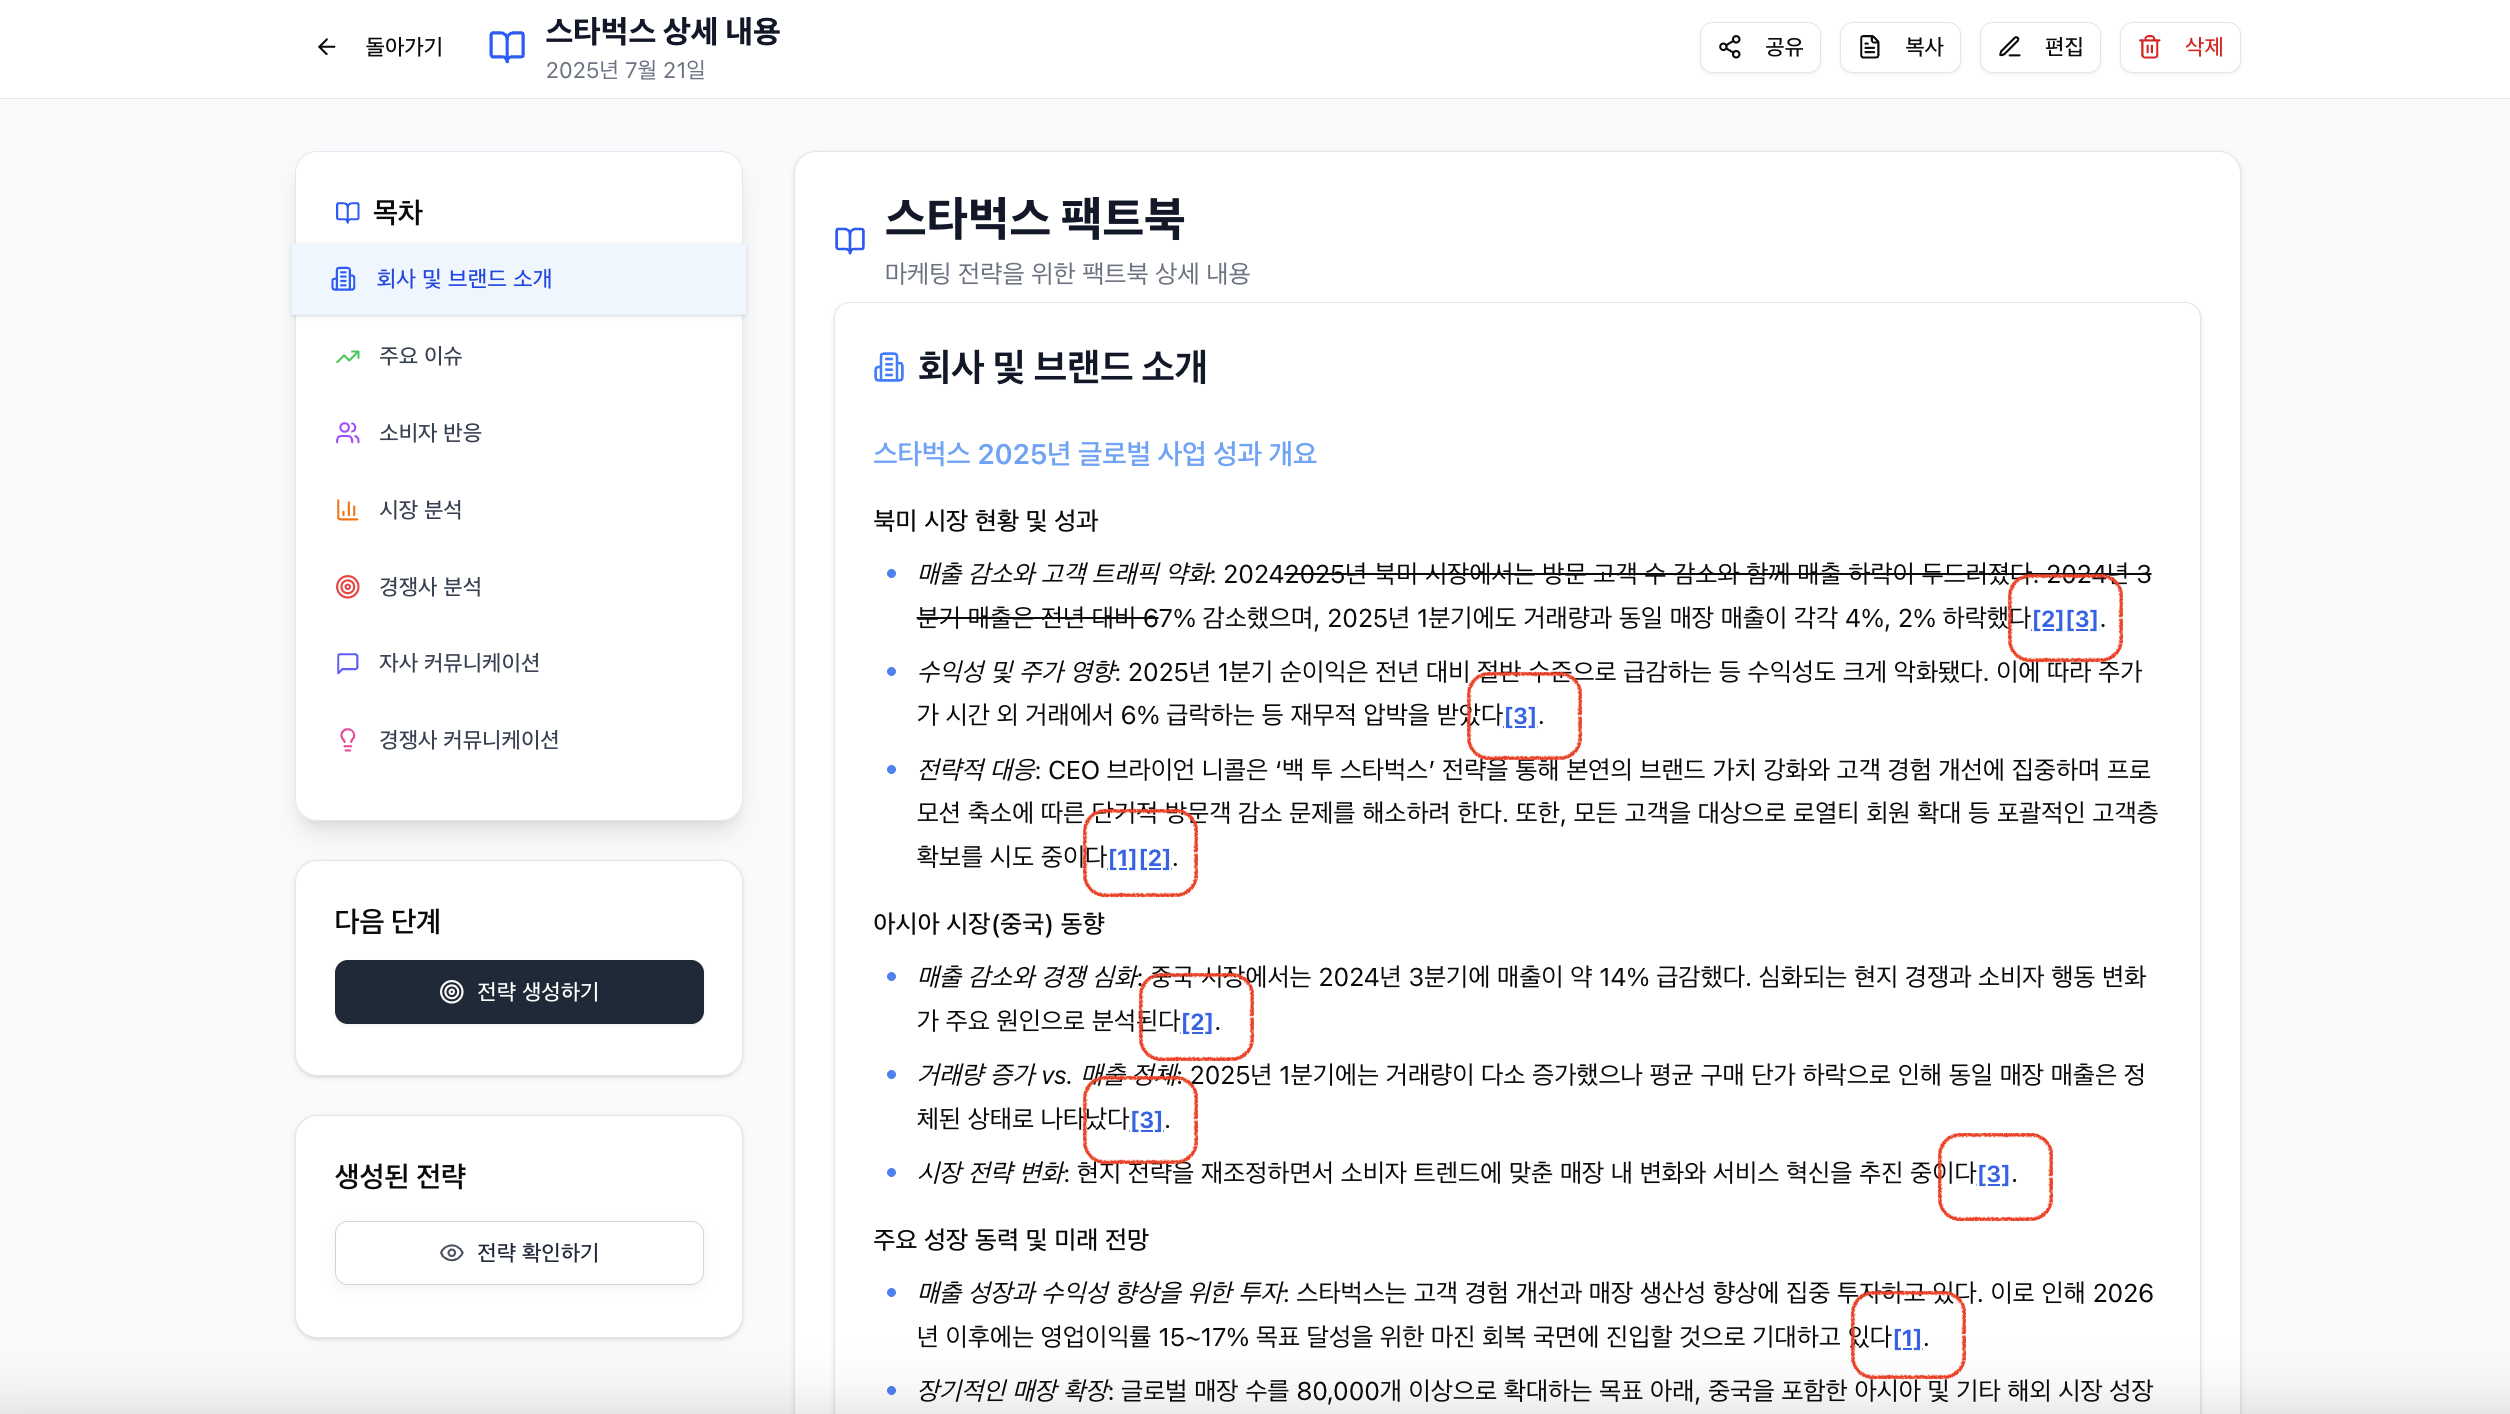 돌아가기
스타벅스 상세 내용
2025년 7월 21일
공유
복사
편집
삭제
목차
회사 및 브랜드 소개
주요 이슈
소비자 반응
시장 분석
경쟁사 분석
자사 커뮤니케이션
경쟁사 커뮤니케이션
다음 단계
전략 생성하기
생성된 전략
전략 확인하기
스타벅스 팩트북
마케팅 전략을 위한 팩트북 상세 내용
회사 및 브랜드 소개
스타벅스 2025년 글로벌 사업 성과 개요
북미 시장 현황 및 성과
매출 감소와 고객 트래픽 약화: 20242025년 북미 시장에서는 방문 고객 수 감소와 함께 매출 하락이 두드러졌다. 2024년 3
분기 매출은 전년 대비 67% 감소했으며, 2025년 1분기에도 거래량과 동일 매장 매출이 각각 4%, 2% 하락했다[2][3].
수익성 및 주가 영향: 2025년 1분기 순이익은 전년 대비 절반 수준으로 급감하는 등 수익성도 크게 악화됐다. 이에 따라 주가
가 시간 외 거래에서 6% 급락하는 등 재무적 압박을 받았다[3].
전략적 대응: CEO 브라이언 니콜은 ‘백 투 스타벅스’ 전략을 통해 본연의 브랜드 가치 강화와 고객 경험 개선에 집중하며 프로
모션 축소에 따른 단기적 방문객 감소 문제를 해소하려 한다. 또한, 모든 고객을 대상으로 로열티 회원 확대 등 포괄적인 고객층
확보를 시도 중이다[1][2].
아시아 시장(중국) 동향
매출 감소와 경쟁 심화: 중국 시장에서는 2024년 3분기에 매출이 약 14% 급감했다. 심화되는 현지 경쟁과 소비자 행동 변화
가 주요 원인으로 분석된다[2].
거래량 증가 vs. 매출 정체: 2025년 1분기에는 거래량이 다소 증가했으나 평균 구매 단가 하락으로 인해 동일 매장 매출은 정
체된 상태로 나타났다[3].
시장 전략 변화: 현지 전략을 재조정하면서 소비자 트렌드에 맞춘 매장 내 변화와 서비스 혁신을 추진 중이다[3].
주요 성장 동력 및 미래 전망
매출 성장과 수익성 향상을 위한 투자: 스타벅스는 고객 경험 개선과 매장 생산성 향상에 집중 투자하고 있다. 이로 인해 2026
년 이후에는 영업이익률 15~17% 목표 달성을 위한 마진 회복 국면에 진입할 것으로 기대하고 있다[1].
장기적인 매장 확장: 글로벌 매장 수를 80,000개 이상으로 확대하는 목표 아래, 중국을 포함한 아시아 및 기타 해외 시장 성장